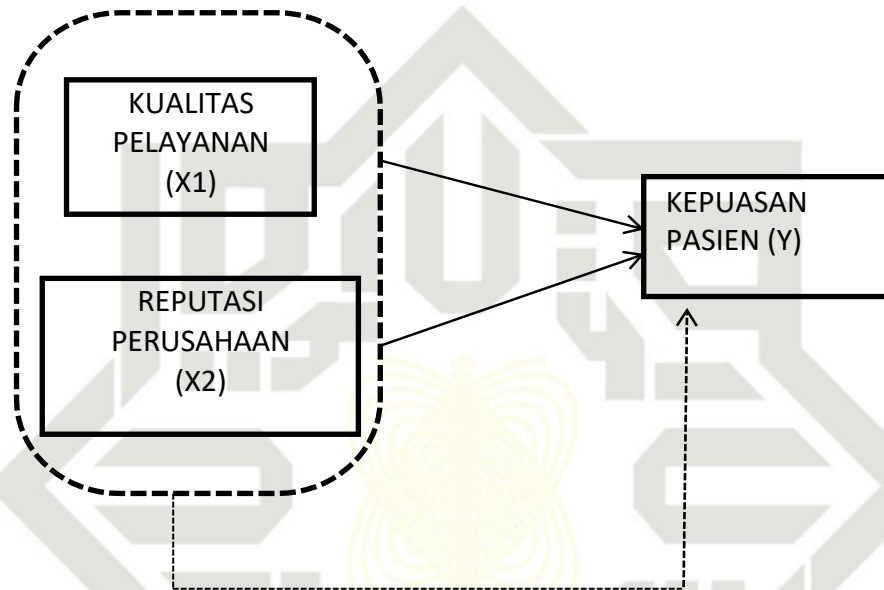 KUALITAS
PELAYANAN
(X1)
REPUTASI
PERUSAHAAN
(X2)
KEPUASAN
PASIEN (Y)